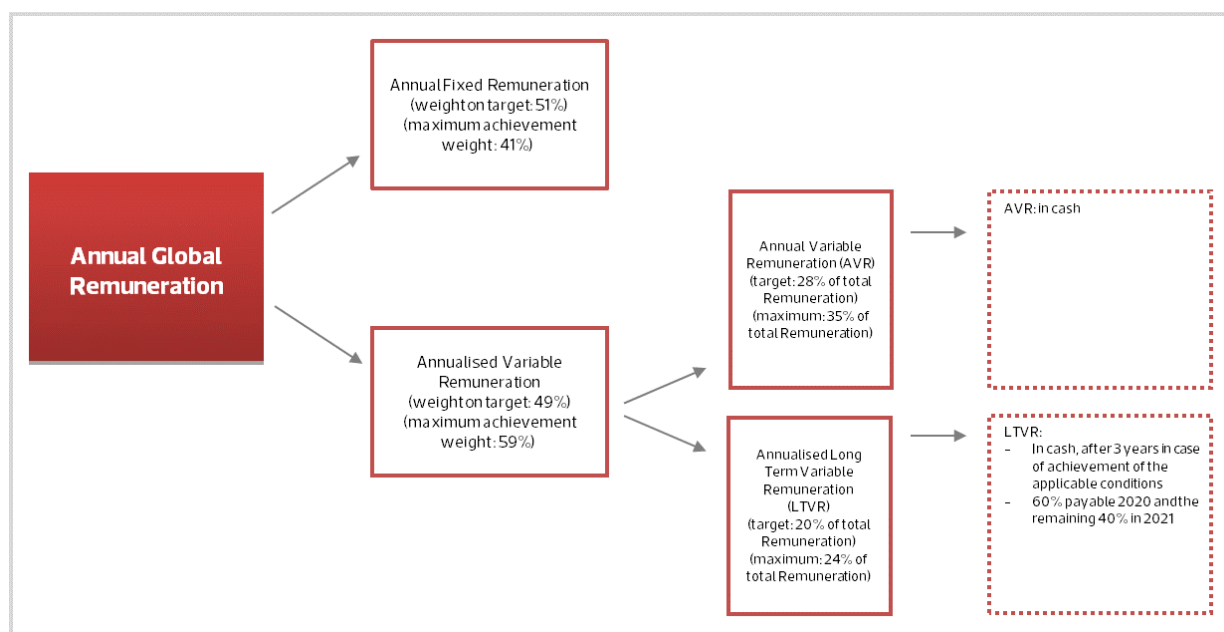 Annual Global
Remuneration
Annual Fixed Remuneration
(weight on target: 51%)
(maximum achievement
weight: 41%)
Annualised Variable
Remuneration
(weight on target: 49%)
(maximum achievement
weight: 59%)
Annual Variable
Remuneration (AVR)
(target: 28% of total
Remuneration)
(maximum: 35% of
total Remuneration)
AVR: in cash
Annualised Long
Term Variable
Remuneration
(LTVR)
(target: 20% of total
Remuneration)
(maximum: 24% of
total Remuneration)
LTVR:
- In cash, after 3 years in case
of achievement of the
applicable conditions
- 60% payable 2020 and the
remaining 40% in 2021